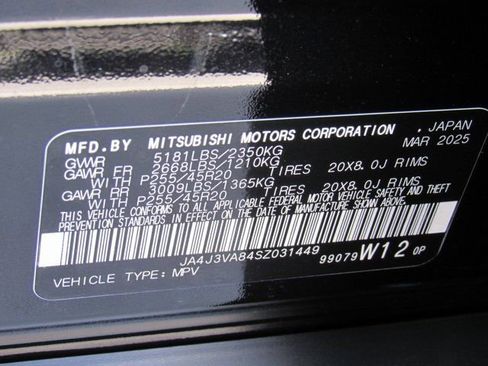 MFD.BY MITSUBISHI MOTORS CORPORATION, JAPAN
GVWR 5181LBS/2350KG MAR 2025
GAWR FR 2668LBS/1210KG
WITH P255/45R20 TIRES 20X8.0J RIMS
GAWR RR 3009LBS/1365KG
WITH P255/45R20 TIRES 20X8.0J RIMS
THIS VEHICLE CONFORMS TO ALL APPLICABLE FEDERAL MOTOR VEHICLE SAFETY AND THEFT
PREVENTION STANDARDS IN EFFECT ON THE DATE OF MANUFACTURE SHOWN ABOVE.
JA4J3VA84SZ031449
VEHICLE TYPE:MPV 99079 W12 0P